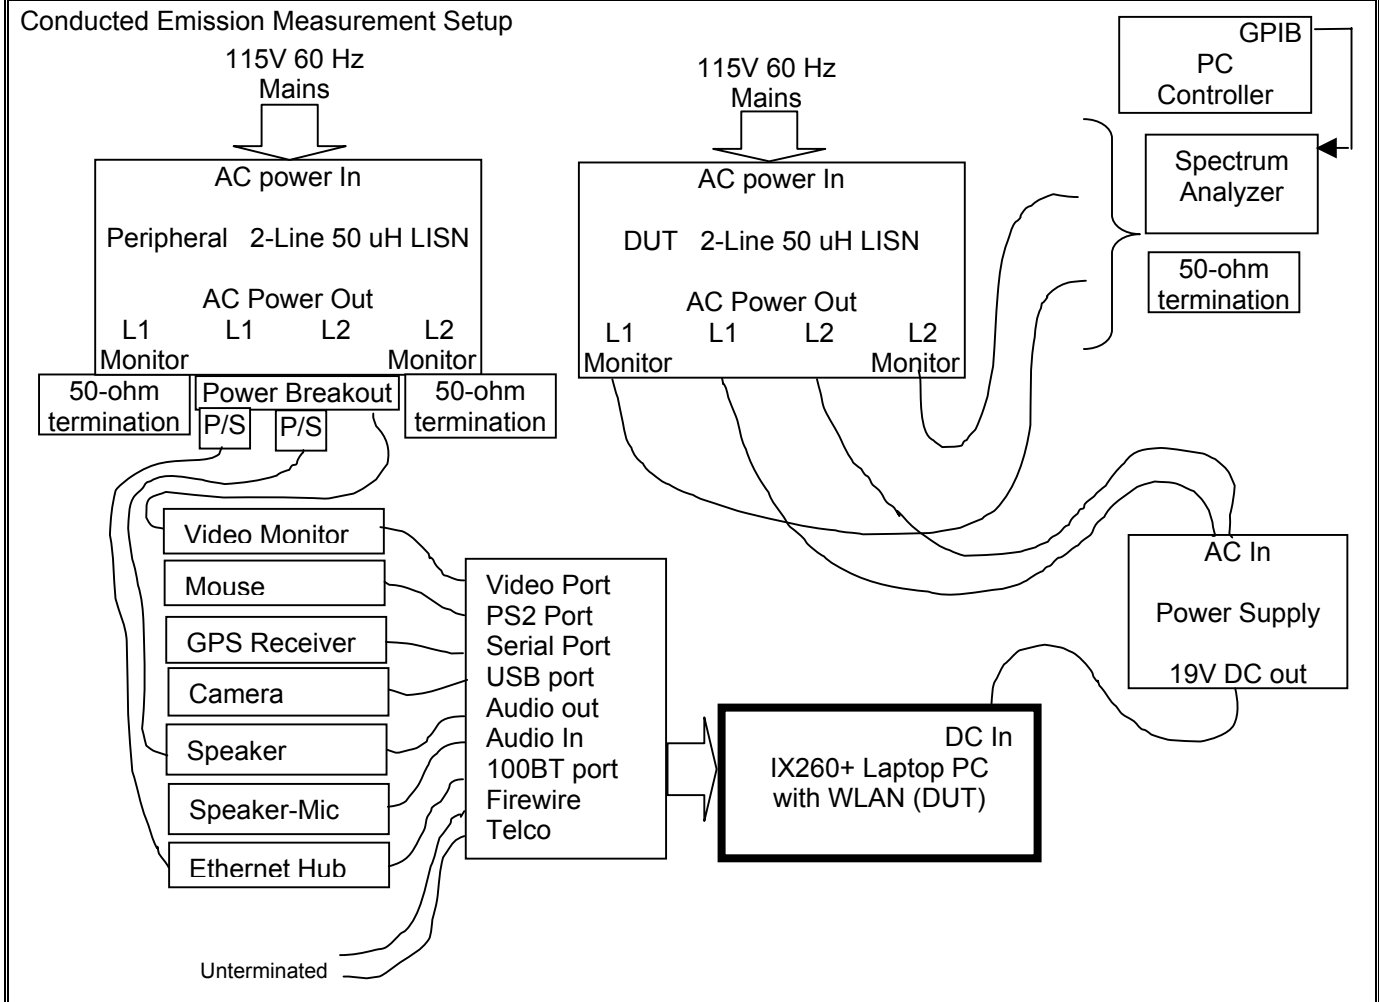 Conducted Emission Measurement Setup
115V 60 Hz
Mains
AC power In
Peripheral 2-Line 50 uH LISN
AC Power Out
L1 L1 L2 L2
Monitor Monitor
50-ohm
termination
Power Breakout
50-ohm
termination
P/S P/S
115V 60 Hz
Mains
AC power In
DUT 2-Line 50 uH LISN
AC Power Out
L1 L1 L2 L2
Monitor Monitor
GPIB
PC
Controller
Spectrum
Analyzer
50-ohm
termination
Video Monitor
Mouse
GPS Receiver
Camera
Speaker
Speaker-Mic
Ethernet Hub
Unterminated
Video Port
PS2 Port
Serial Port
USB port
Audio out
Audio In
100BT port
Firewire
Telco
DC In
IX260+ Laptop PC
with WLAN (DUT)
AC In
Power Supply
19V DC out